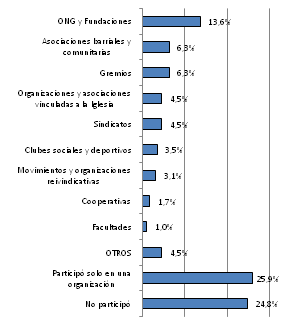 ONG y Fundaciones 13,6%
Asociaciones barriales y
comunitarias 6,3%
Gremios 6,3%
Organizaciones y asociaciones
vinculadas a la Iglesia 4,5%
Sindicatos 4,5%
Clubes sociales y deportivos 3,5%
Movimientos y organizaciones
reivindicativas 3,1%
Cooperativas 1,7%
Facultades 1,0%
OTROS 4,5%
Participó solo en una
organización 25,9%
No participó 24,8%